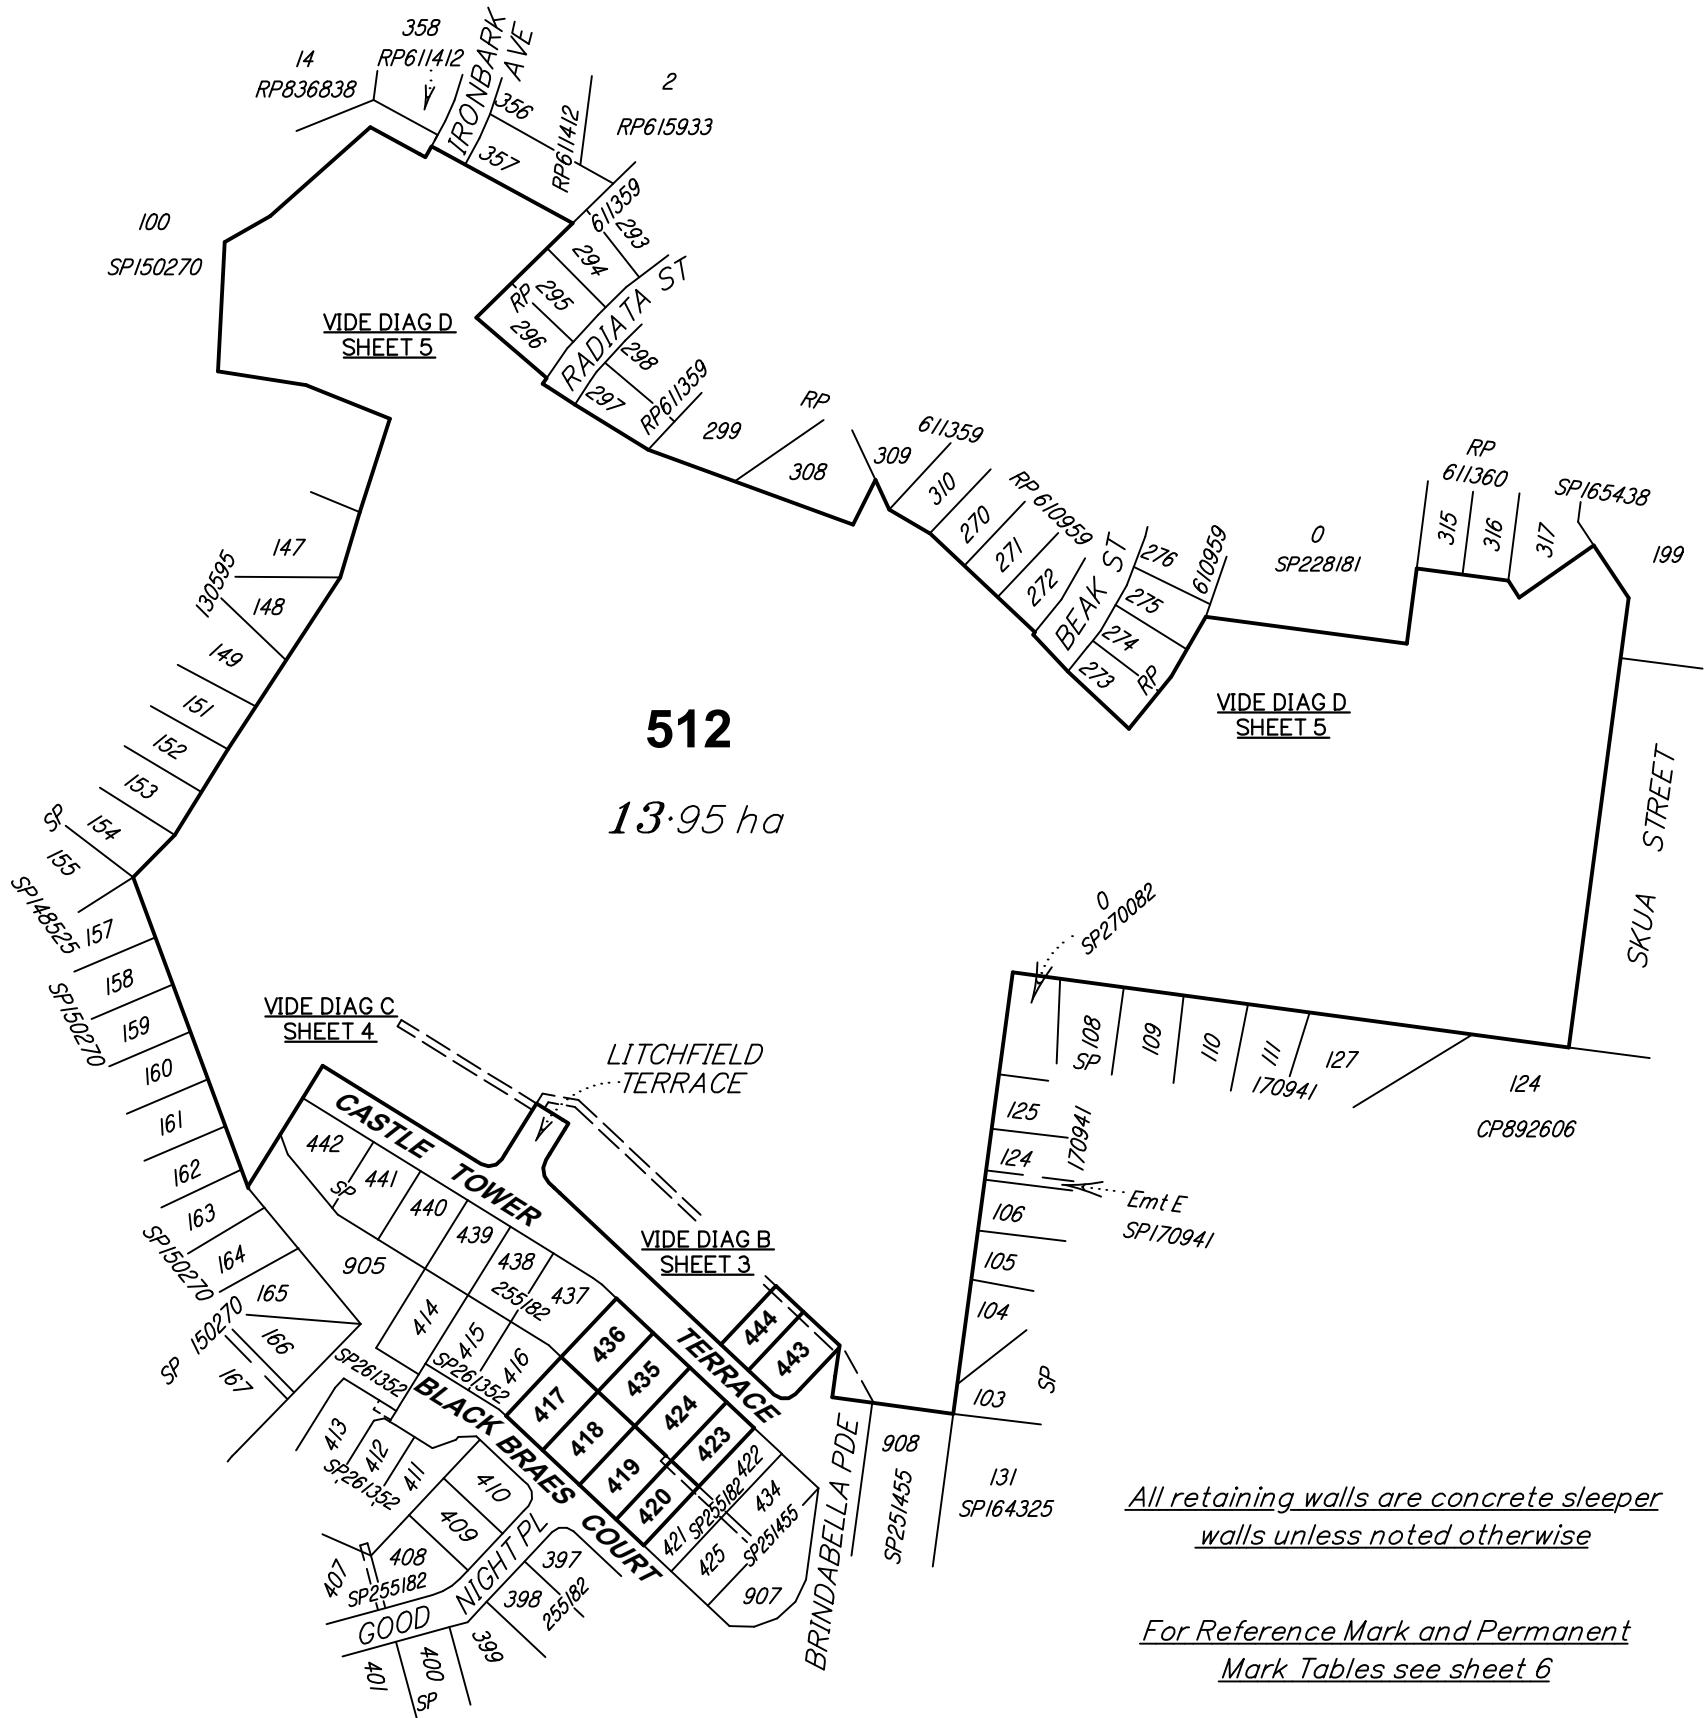 358
RP611412
14
RP836838
IRONBARK
AVE
356
2
RP615933
RP611412
357
611359
293
100
SP150270
294
RADIATA ST
VIDE DIAG D
SHEET 5
RP
295
296
298
297
RP611359
299
RP
308
309
611359
310
RP 610959
270
271
272
BEAK ST
276
610959
275
274
273
RP
0
SP228181
RP
611360
315
316
317
SP165438
199
147
130595
148
149
151
152
153
154
SP
155
SP148525
157
512
13·95 ha
VIDE DIAG D
SHEET 5
SKUA STREET
0
SP270082
158
SP150270
159
160
161
162
163
SP150270
164
165
SP 150270
166
167
VIDE DIAG C
SHEET 4
LITCHFIELD
TERRACE
108
SP
109
110
111
170941
127
124
CP892606
125
170941
124
Emt E
SP170941
106
105
104
103
SP
CASTLE TOWER TERRACE
442
SP
441
440
439
438
255182
437
905
VIDE DIAG B
SHEET 3
414
415
SP261352
416
436
435
424
423
444
443
417
418
419
420
SP261352
BLACK BRAES COURT
413
412
SP261352
411
410
409
408
SP255182
407
GOOD NIGHT PL
397
398
255182
399
400
SP
401
422
SP255182
421
434
SP251455
425
907
BRINDABELLA PDE
908
SP251455
131
SP164325
All retaining walls are concrete sleeper
walls unless noted otherwise
For Reference Mark and Permanent
Mark Tables see sheet 6